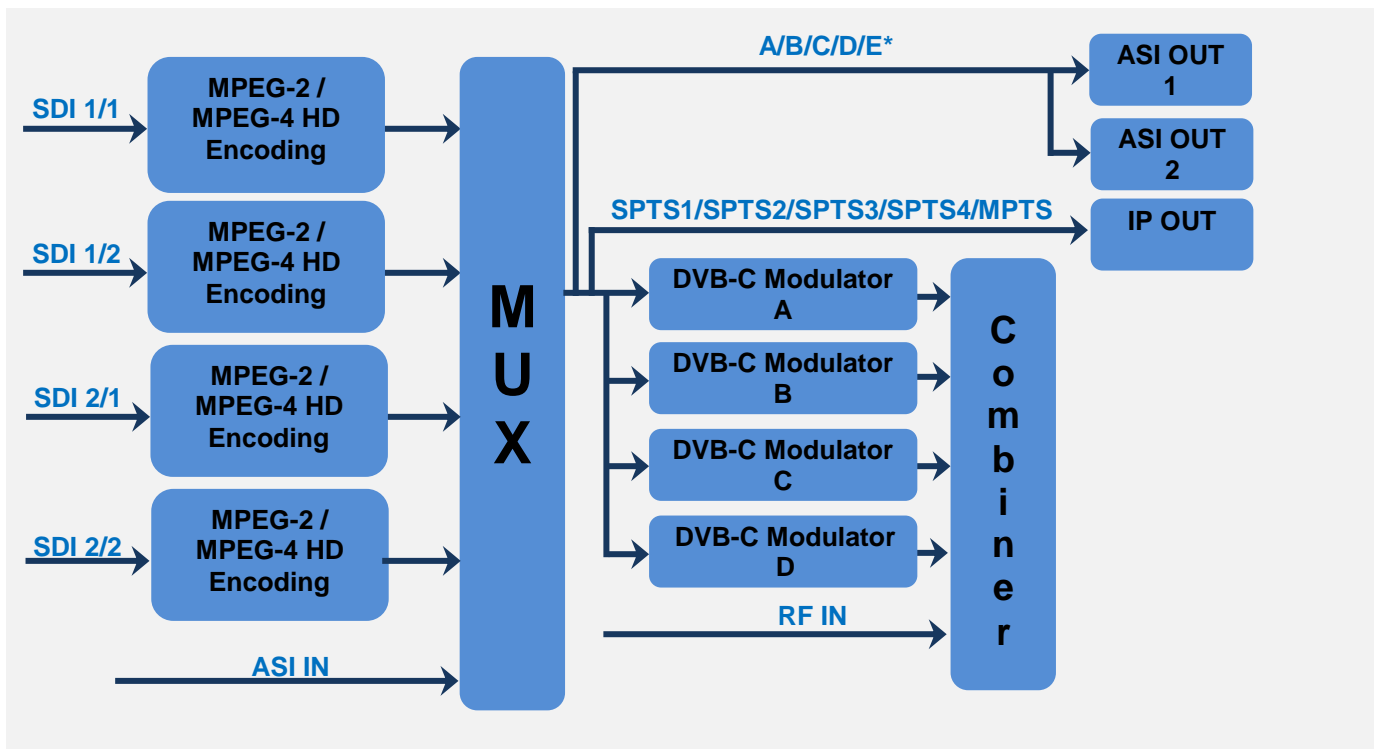 SDI 1/1
MPEG-2 /
MPEG-4 HD
Encoding
SDI 1/2
MPEG-2 /
MPEG-4 HD
Encoding
SDI 2/1
MPEG-2 /
MPEG-4 HD
Encoding
SDI 2/2
MPEG-2 /
MPEG-4 HD
Encoding
ASI IN
M
U
X
A/B/C/D/E*
ASI OUT
1
ASI OUT
2
SPTS1/SPTS2/SPTS3/SPTS4/MPTS
IP OUT
DVB-C Modulator
A
DVB-C Modulator
B
DVB-C Modulator
C
DVB-C Modulator
D
RF IN
C
o
m
b
i
n
e
r